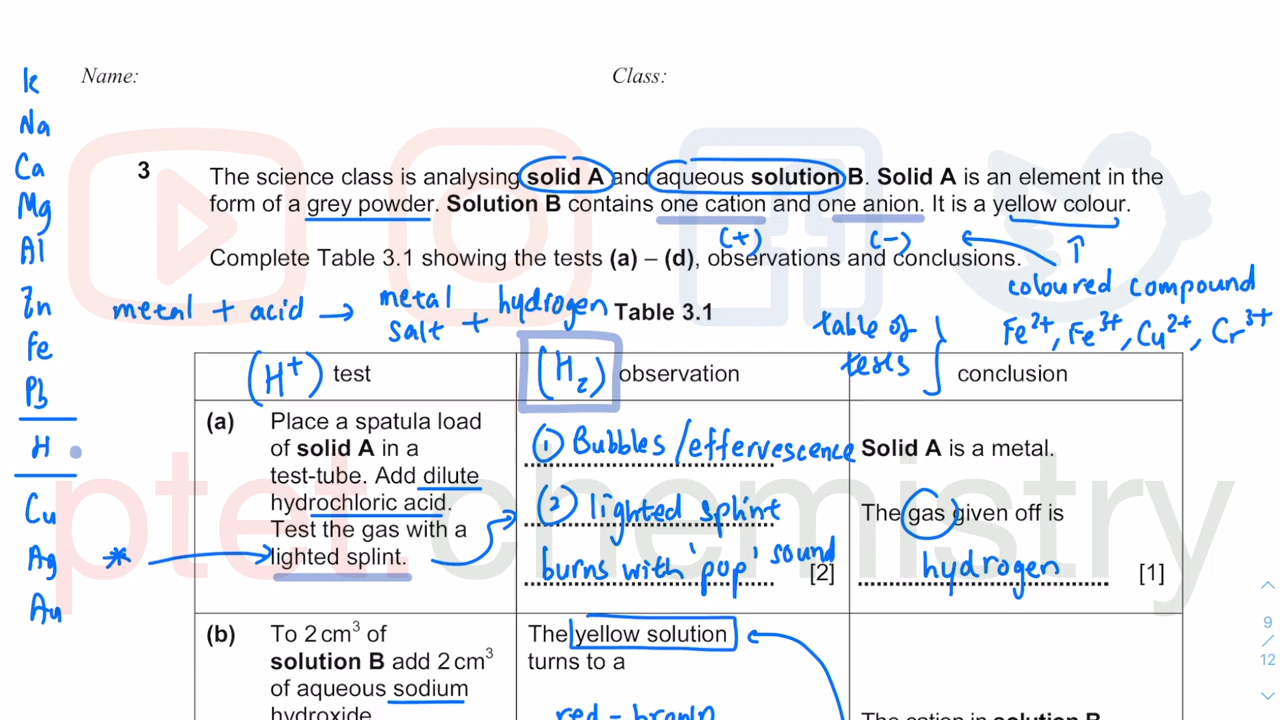 Name: Class:
K
Na
Ca
Mg
Al
Zn
Fe
Pb
H
Cu
Ag *
Au
3 The science class is analysing solid A and aqueous solution B. Solid A is an element in the
form of a grey powder. Solution B contains one cation and one anion. It is a yellow colour.
(+) (-)
Complete Table 3.1 showing the tests (a) – (d), observations and conclusions.
coloured compound
Fe2+, Fe3+, Cu2+, Cr3+
metal + acid → metal salt + hydrogen
Table 3.1
table of
tests
(H+) test (H2) observation conclusion
(a) Place a spatula load
of solid A in a
test-tube. Add dilute
hydrochloric acid.
Test the gas with a
lighted splint.
① Bubbles/effervescence
② lighted splint
burns with 'pop' sound
[2]
Solid A is a metal.
The gas given off is
hydrogen [1]
(b) To 2 cm³ of
solution B add 2 cm³
of aqueous sodium
hydroxide
The yellow solution
turns to a
red-brown
The cation in solution B
ptet.chemistry
9
/
12